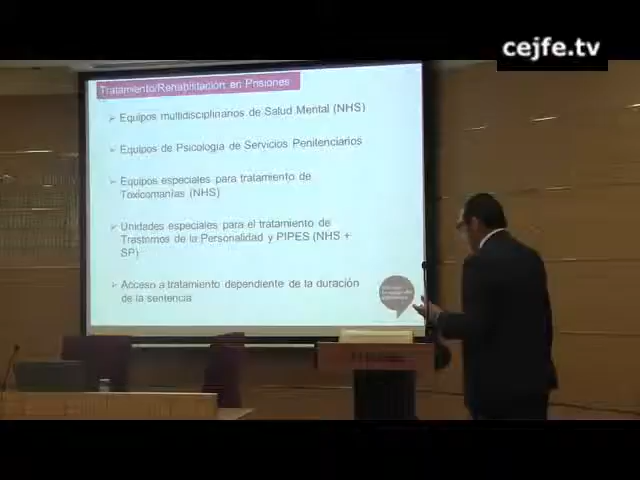 cejfe.tv
Tratamiento/Rehabilitación en Prisiones
➢ Equipos multidisciplinarios de Salud Mental (NHS)
➢ Equipos de Psicología de Servicios Penitenciarios
➢ Equipos especiales para tratamiento de
Toxicomanías (NHS)
➢ Unidades especiales para el tratamiento de
Trastornos de la Personalidad y PIPES (NHS +
SP)
➢ Acceso a tratamiento dependiente de la duración
de la sentencia